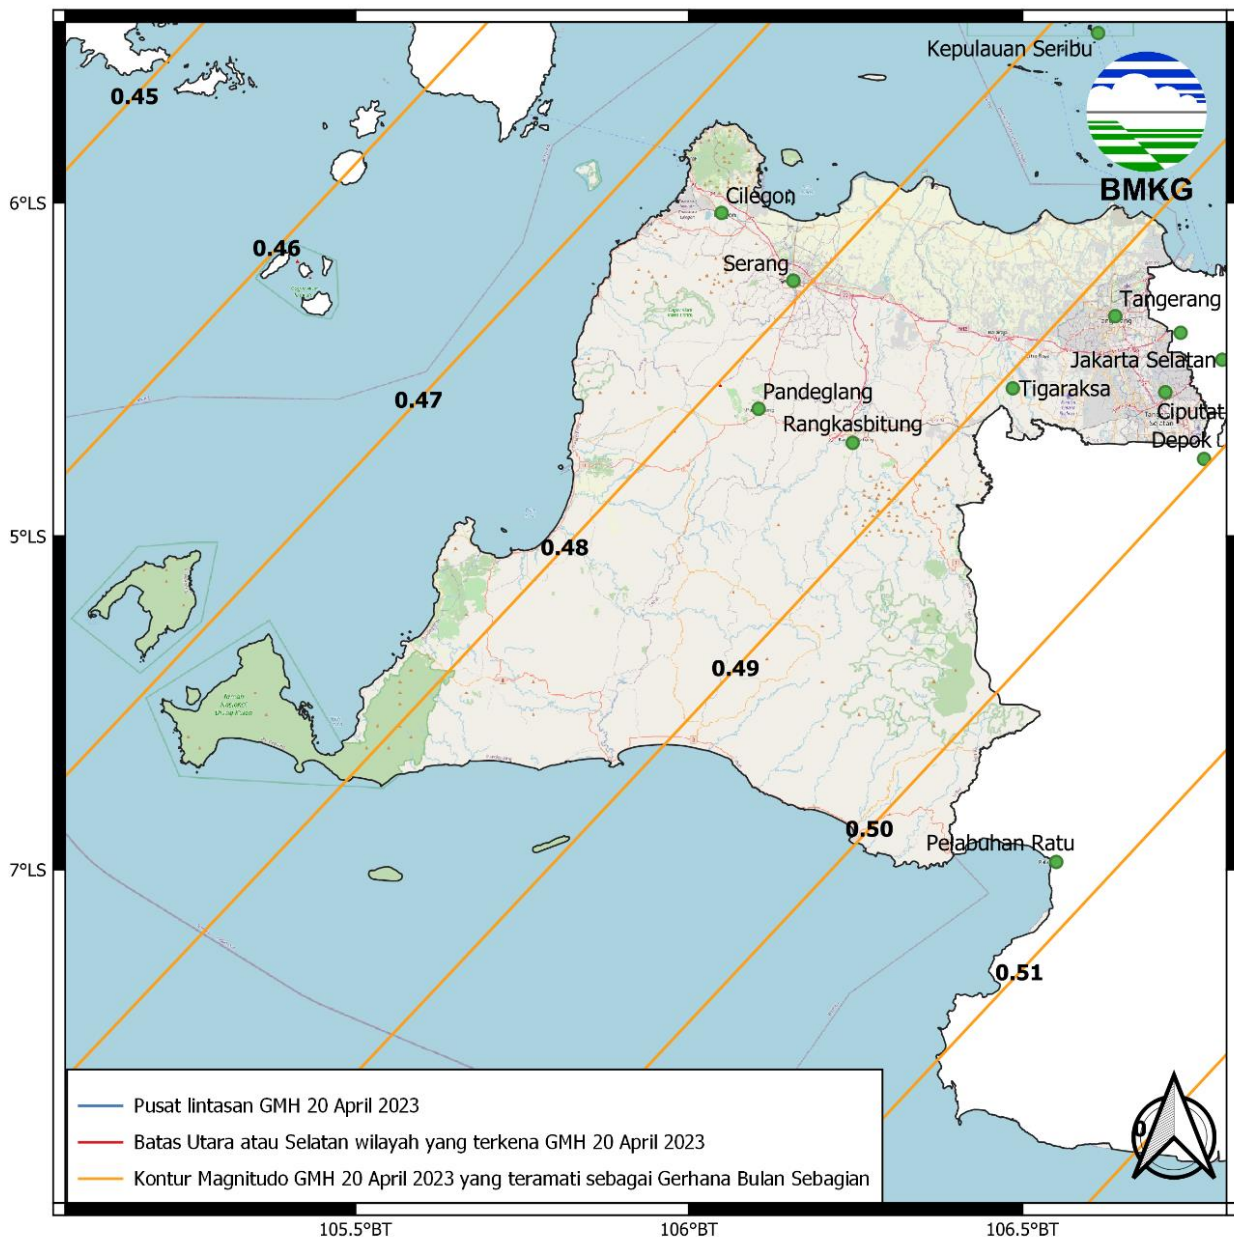 Kepulauan Seribu
0.45
BMKG
6°LS
Cilegon
0.46
Serang
Tangerang
Jakarta Selatan
Tigaraksa
0.47
Pandeglang
Ciputat
Rangkasbitung
Depok
5°LS
0.48
0.49
0.50
Pelabuhan Ratu
7°LS
0.51
0
Pusat lintasan GMH 20 April 2023
Batas Utara atau Selatan wilayah yang terkena GMH 20 April 2023
Kontur Magnitudo GMH 20 April 2023 yang teramati sebagai Gerhana Bulan Sebagian
105.5°BT
106°BT
106.5°BT